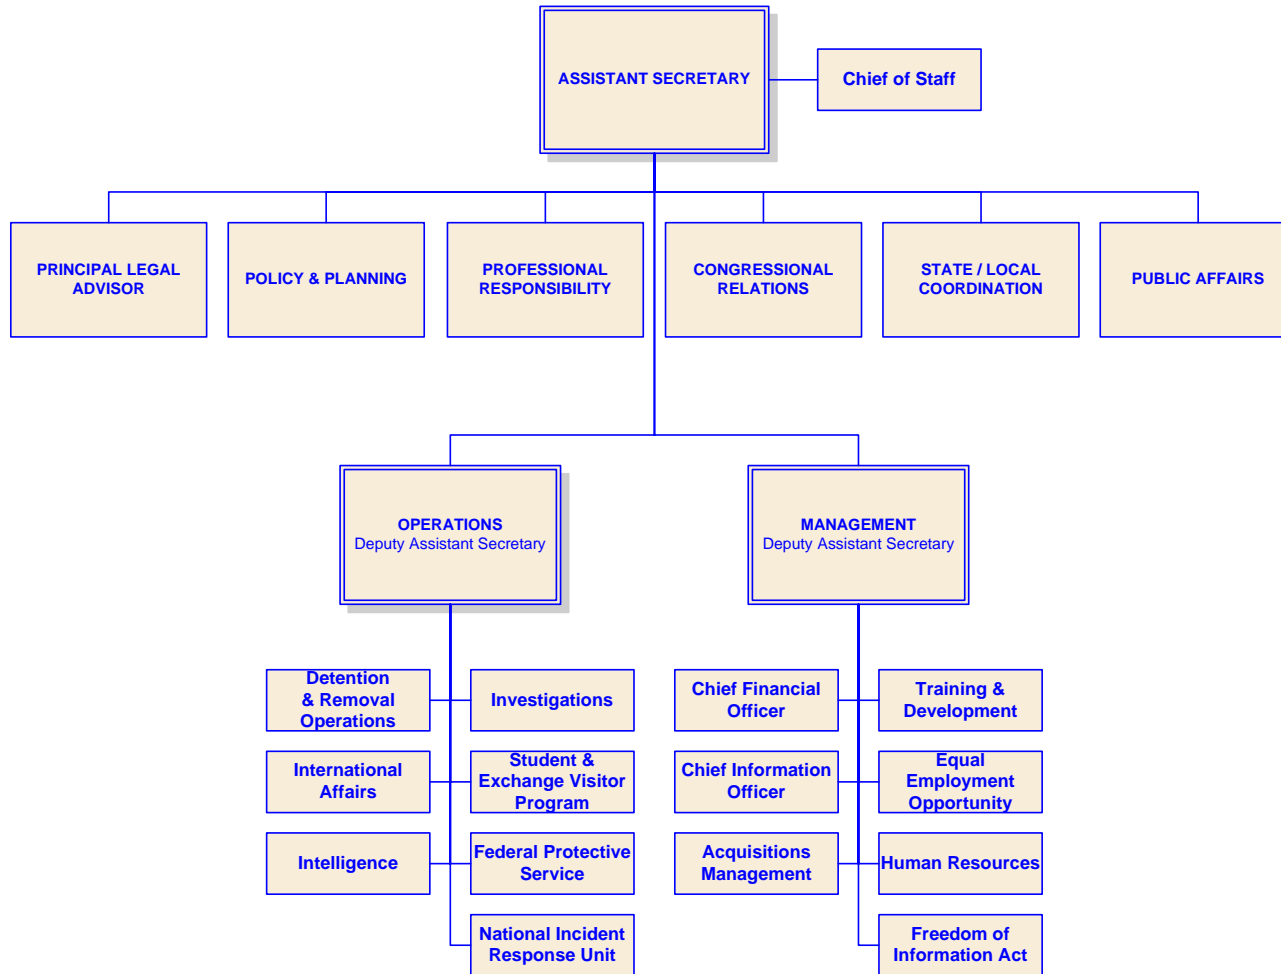 ASSISTANT SECRETARY
Chief of Staff
PRINCIPAL LEGAL
ADVISOR
POLICY & PLANNING
PROFESSIONAL
RESPONSIBILITY
CONGRESSIONAL
RELATIONS
STATE / LOCAL
COORDINATION
PUBLIC AFFAIRS
OPERATIONS
Deputy Assistant Secretary
MANAGEMENT
Deputy Assistant Secretary
Detention
& Removal
Operations
Investigations
Chief Financial
Officer
Training &
Development
International
Affairs
Student &
Exchange Visitor
Program
Chief Information
Officer
Equal
Employment
Opportunity
Intelligence
Federal Protective
Service
Acquisitions
Management
Human Resources
National Incident
Response Unit
Freedom of
Information Act